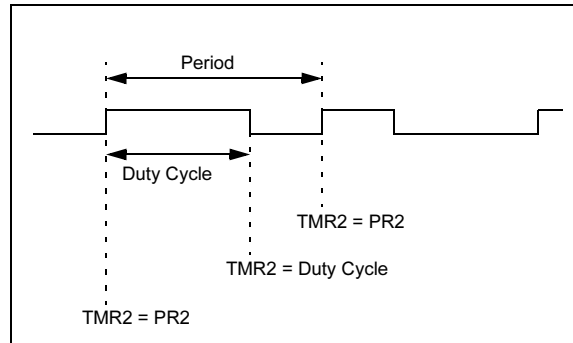 Period
Duty Cycle
TMR2 = PR2
TMR2 = Duty Cycle
TMR2 = PR2